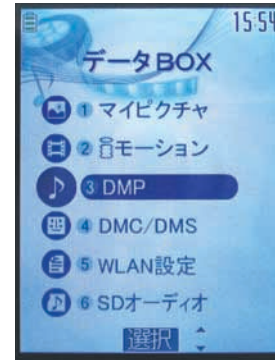 15:54
データBOX
1 マイピクチャ
2 iモーション
3 DMP
4 DMC/DMS
5 WLAN設定
6 SDオーディオ
選択